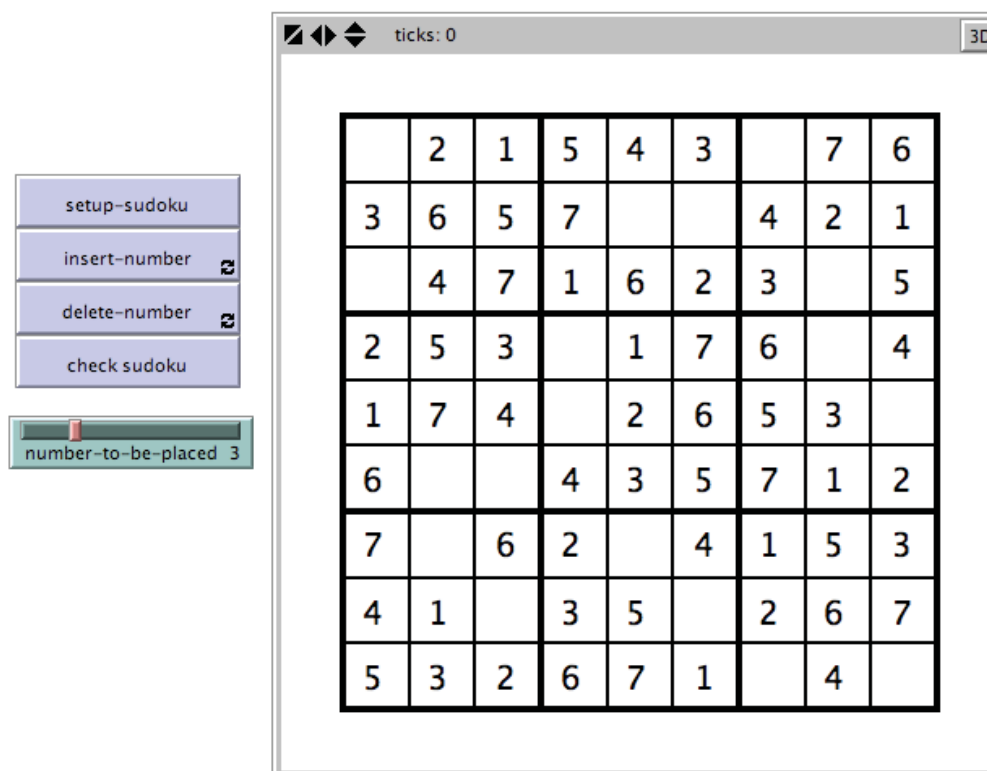 ticks: 0
3D
setup-sudoku
insert-number
delete-number
check sudoku
number-to-be-placed 3
2 1 5 4 3 7 6
3 6 5 7 4 2 1
4 7 1 6 2 3 5
2 5 3 1 7 6 4
1 7 4 2 6 5 3
6 4 3 5 7 1 2
7 6 2 4 1 5 3
4 1 3 5 2 6 7
5 3 2 6 7 1 4